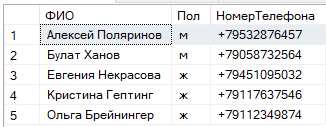 ФИО Пол НомерТелефона
1 Алексей Поляринов м +79532876457
2 Булат Ханов м +79058732564
3 Евгения Некрасова ж +79451095032
4 Кристина Гептинг ж +79117637546
5 Ольга Брейнингер ж +79112349874